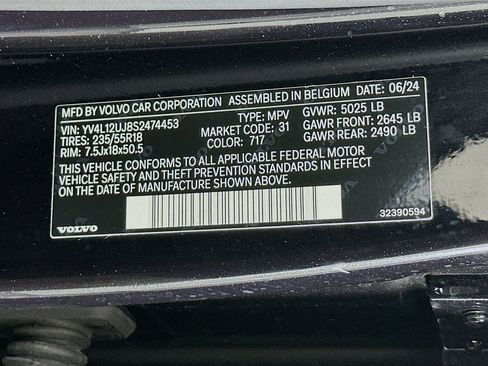 MFD BY VOLVO CAR CORPORATION ASSEMBLED IN BELGIUM DATE: 06/24
VIN: YV4L12UJ8S2474453 TYPE: MPV GVWR: 5025 LB
TIRES: 235/55R18 MARKET CODE: 31 GAWR FRONT: 2645 LB
RIM: 7.5Jx18x50.5 COLOR: 717 GAWR REAR: 2490 LB
THIS VEHICLE CONFORMS TO ALL APPLICABLE FEDERAL MOTOR
VEHICLE SAFETY AND THEFT PREVENTION STANDARDS IN EFFECT
ON THE DATE OF MANUFACTURE SHOWN ABOVE.
VOLVO 32390594